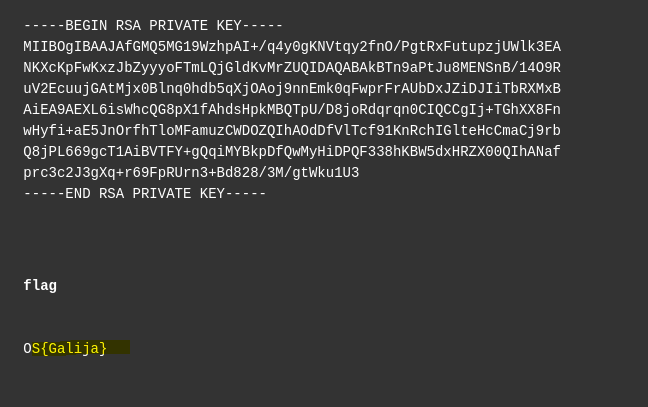 -----BEGIN RSA PRIVATE KEY-----
MIIBOgIBAAJAfGMQ5MG19WzhpAI+/q4y0gKNVtqy2fnO/PgtRxFutupzjUWlk3EA
NKXcKpFwKxzJbZyyyoFTmLQjGldKvMrZUQIDAQABAkBTn9aPtJu8MENSnB/14O9R
uV2EcuujGAtMjx0Blnq0hdb5qXjOAoj9nnEmk0qFwprFrAUbDxJZiDJIiTbRXMxB
AiEA9AEXL6isWhcQG8pX1fAhdsHpkMBQTpU/D8joRdqrqn0CIQCCgIj+TGhXX8Fn
wHyfi+aE5JnOrfhTloMFamuzCWDOZQIhAOdDfVlTcf91KnRchIGlteHcCmaCj9rb
Q8jPL669gcT1AiBVTFY+gQqiMYBkpDfQwMyHiDPQF338hKBW5dxHRZX00QIhANaf
prc3c2J3gXq+r69FpRUrn3+Bd828/3M/gtWku1U3
-----END RSA PRIVATE KEY-----
flag
OS{Galija}